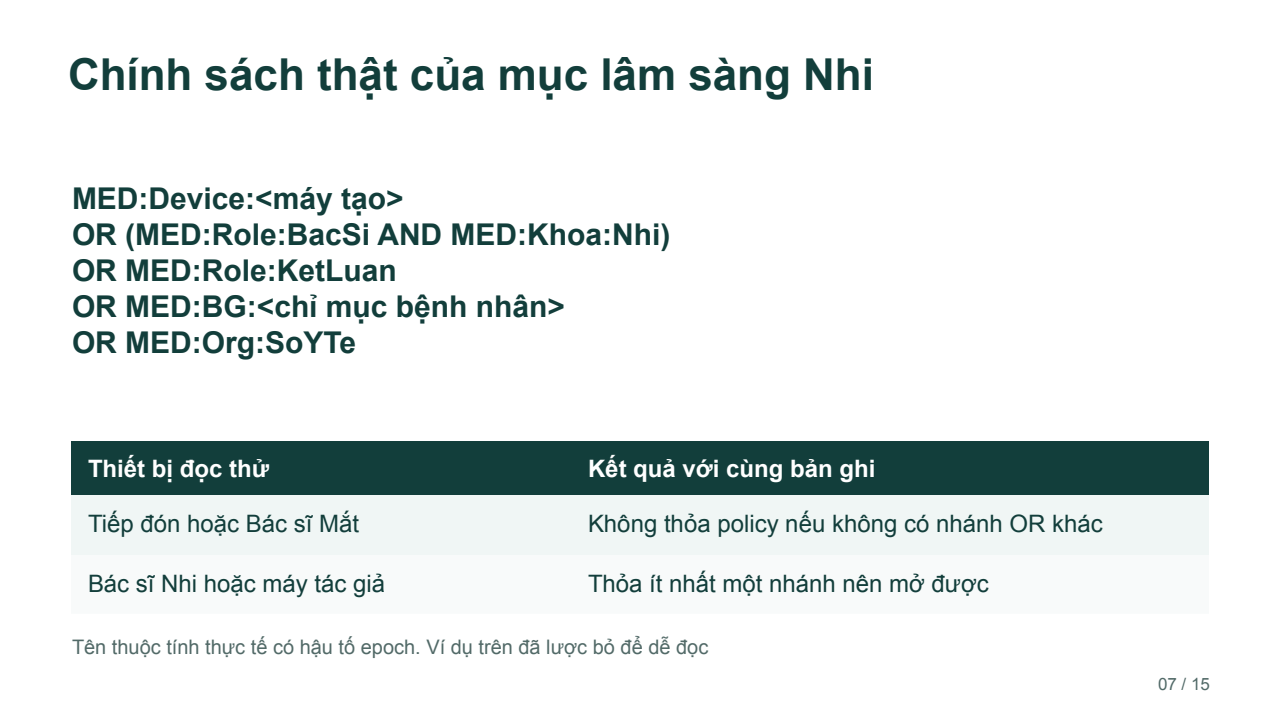 Chính sách thật của mục lâm sàng Nhi
MED:Device:<máy tạo>
OR (MED:Role:BacSi AND MED:Khoa:Nhi)
OR MED:Role:KetLuan
OR MED:BG:<chỉ mục bệnh nhân>
OR MED:Org:SoYTe
Thiết bị đọc thử
Kết quả với cùng bản ghi
Tiếp đón hoặc Bác sĩ Mắt
Không thỏa policy nếu không có nhánh OR khác
Bác sĩ Nhi hoặc máy tác giả
Thỏa ít nhất một nhánh nên mở được
Tên thuộc tính thực tế có hậu tố epoch. Ví dụ trên đã lược bỏ để dễ đọc
07 / 15